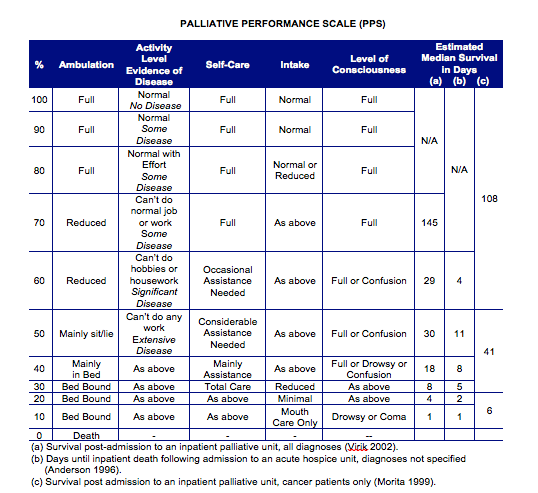 PALLIATIVE PERFORMANCE SCALE (PPS)
% Ambulation Activity Level Evidence of Disease Self-Care Intake Level of Consciousness Estimated Median Survival in Days
(a) (b) (c)
100 Full Normal No Disease Full Normal Full N/A N/A 108
90 Full Normal Some Disease Full Normal Full
80 Full Normal with Effort Some Disease Full Normal or Reduced Full
70 Reduced Can't do normal job or work Some Disease Full As above Full 145
60 Reduced Can't do hobbies or housework Significant Disease Occasional Assistance Needed As above Full or Confusion 29 4
50 Mainly sit/lie Can't do any work Extensive Disease Considerable Assistance Needed As above Full or Confusion 30 11 41
40 Mainly in Bed As above Mainly Assistance As above Full or Drowsy or Confusion 18 8
30 Bed Bound As above Total Care Reduced As above 8 5
20 Bed Bound As above As above Minimal As above 4 2 6
10 Bed Bound As above As above Mouth Care Only Drowsy or Coma 1 1
0 Death - - - --
(a) Survival post-admission to an inpatient palliative unit, all diagnoses (Virik 2002).
(b) Days until inpatient death following admission to an acute hospice unit, diagnoses not specified
(Anderson 1996).
(c) Survival post admission to an inpatient palliative unit, cancer patients only (Morita 1999).